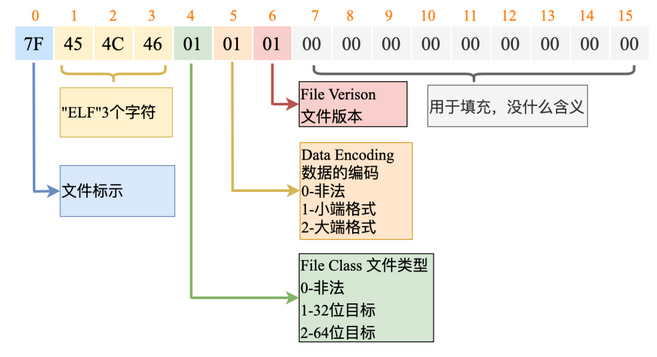 0 1 2 3 4 5 6 7 8 9 10 11 12 13 14 15
7F 45 4C 46 01 01 01 00 00 00 00 00 00 00 00 00
"ELF"3个字符
File Verison
文件版本
用于填充，没什么含义
文件标示
Data Encoding
数据的编码
0-非法
1-小端格式
2-大端格式
File Class 文件类型
0-非法
1-32位目标
2-64位目标